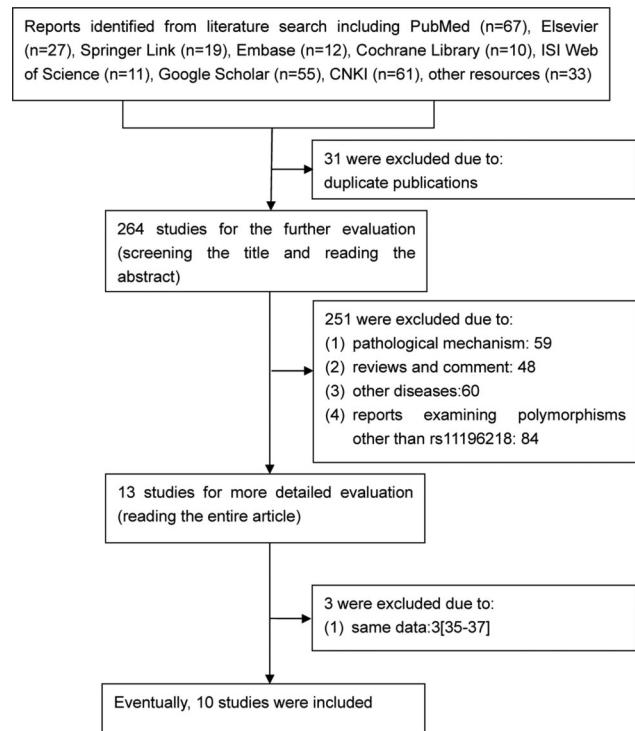 Reports identified from literature search including PubMed (n=67), Elsevier
(n=27), Springer Link (n=19), Embase (n=12), Cochrane Library (n=10), ISI Web
of Science (n=11), Google Scholar (n=55), CNKI (n=61), other resources (n=33)
31 were excluded due to:
duplicate publications
264 studies for the further evaluation
(screening the title and reading the
abstract)
251 were excluded due to:
(1) pathological mechanism: 59
(2) reviews and comment: 48
(3) other diseases:60
(4) reports examining polymorphisms
other than rs11196218: 84
13 studies for more detailed evaluation
(reading the entire article)
3 were excluded due to:
(1) same data:3[35-37]
Eventually, 10 studies were included